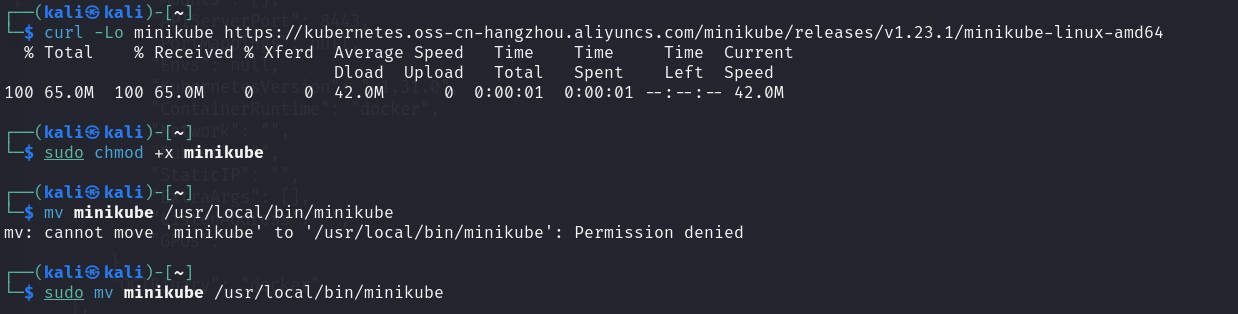 ┌──(kali㉿kali)-[~]
└─$ curl -Lo minikube https://kubernetes.oss-cn-hangzhou.aliyuncs.com/minikube/releases/v1.23.1/minikube-linux-amd64
  % Total    % Received % Xferd  Average Speed   Time    Time     Time  Current
                                 Dload  Upload   Total   Spent    Left  Speed
100 65.0M  100 65.0M    0     0  42.0M      0  0:00:01  0:00:01 --:--:-- 42.0M
┌──(kali㉿kali)-[~]
└─$ sudo chmod +x minikube
┌──(kali㉿kali)-[~]
└─$ mv minikube /usr/local/bin/minikube
mv: cannot move 'minikube' to '/usr/local/bin/minikube': Permission denied
┌──(kali㉿kali)-[~]
└─$ sudo mv minikube /usr/local/bin/minikube